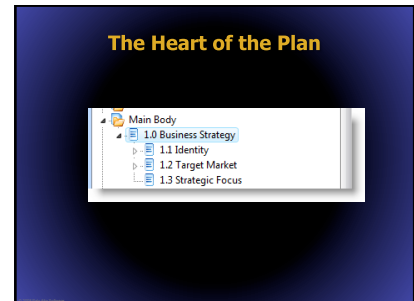 The Heart of the Plan
Main Body
1.0 Business Strategy
1.1 Identity
1.2 Target Market
1.3 Strategic Focus